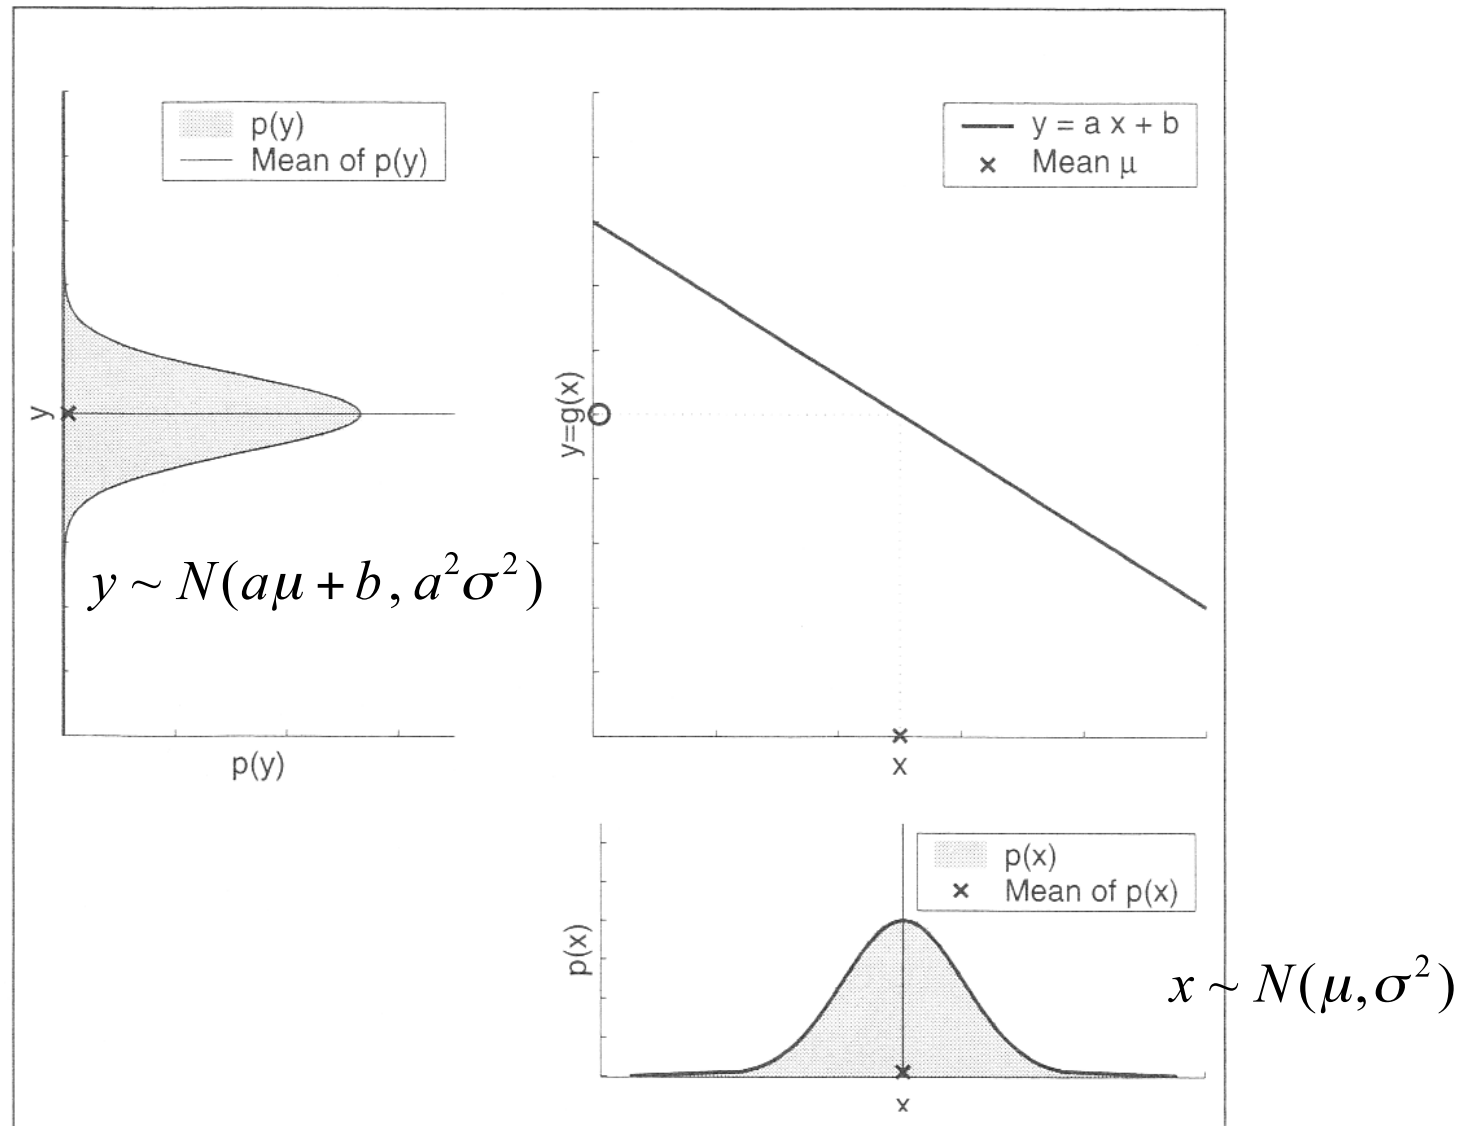 p(y)
Mean of p(y)
y
p(y)
y ~ N(aμ + b, a²σ²)
y = a x + b
Mean μ
y=g(x)
x
p(x)
Mean of p(x)
p(x)
x
x ~ N(μ,σ²)